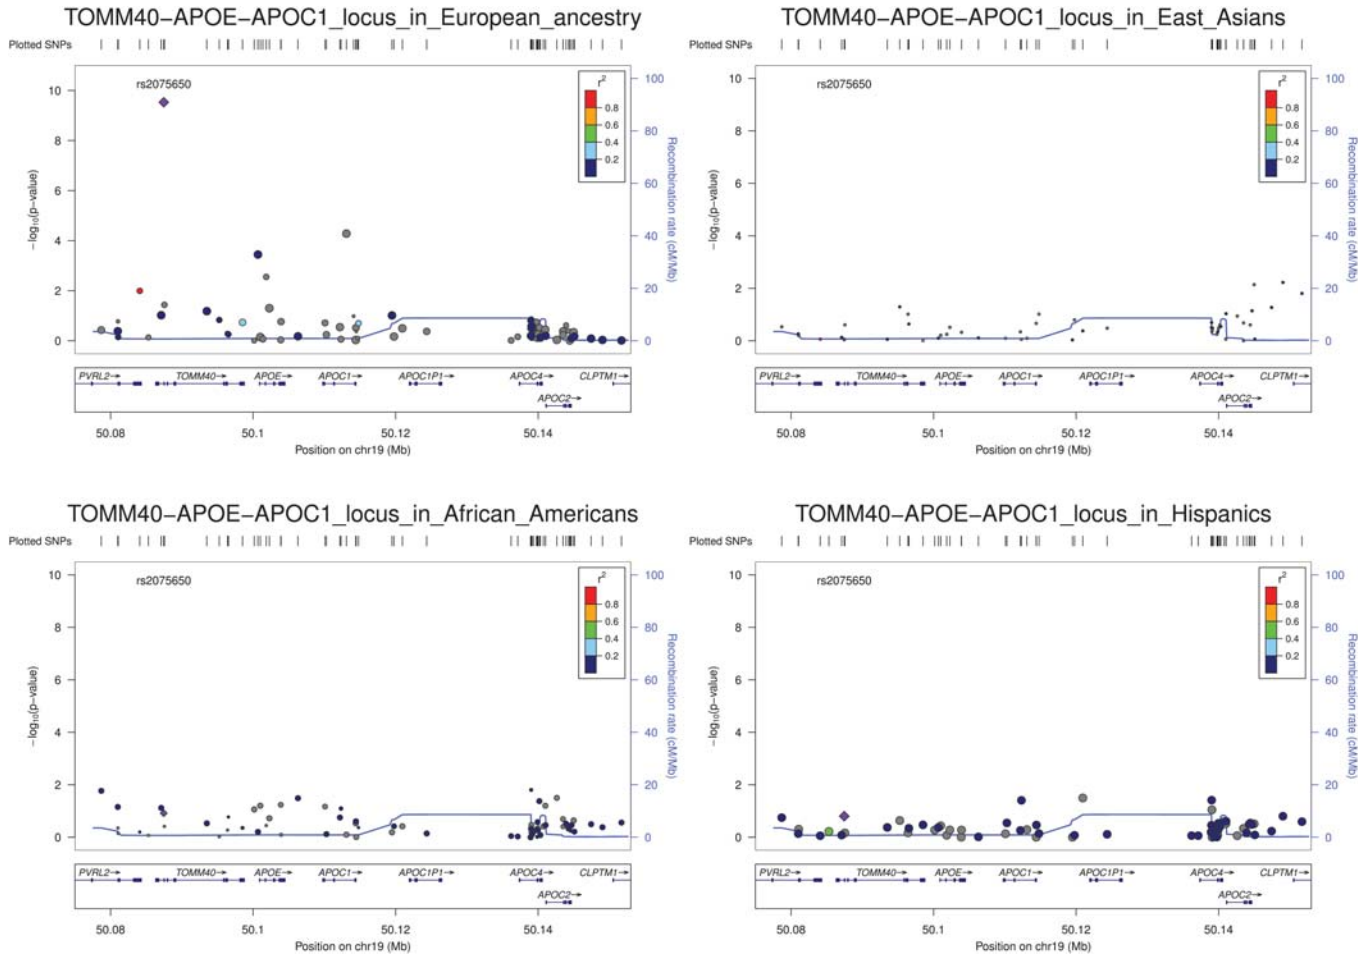 TOMM40−APOE−APOC1_locus_in_European_ancestry
Plotted SNPs
rs2075650
r2
0.8
0.6
0.4
0.2
10
8
6
4
2
0
−log10(p−value)
100
80
60
40
20
0
Recombination rate (cM/Mb)
PVRL2→
TOMM40→
APOE→
APOC1→
APOC1P1→
APOC4→
CLPTM1→
APOC2→
50.08
50.1
50.12
50.14
Position on chr19 (Mb)
TOMM40−APOE−APOC1_locus_in_East_Asians
Plotted SNPs
rs2075650
r2
0.8
0.6
0.4
0.2
10
8
6
4
2
0
−log10(p−value)
100
80
60
40
20
0
Recombination rate (cM/Mb)
PVRL2→
TOMM40→
APOE→
APOC1→
APOC1P1→
APOC4→
CLPTM1→
APOC2→
50.08
50.1
50.12
50.14
Position on chr19 (Mb)
TOMM40−APOE−APOC1_locus_in_African_Americans
Plotted SNPs
rs2075650
r2
0.8
0.6
0.4
0.2
10
8
6
4
2
0
−log10(p−value)
100
80
60
40
20
0
Recombination rate (cM/Mb)
PVRL2→
TOMM40→
APOE→
APOC1→
APOC1P1→
APOC4→
CLPTM1→
APOC2→
50.08
50.1
50.12
50.14
Position on chr19 (Mb)
TOMM40−APOE−APOC1_locus_in_Hispanics
Plotted SNPs
rs2075650
r2
0.8
0.6
0.4
0.2
10
8
6
4
2
0
−log10(p−value)
100
80
60
40
20
0
Recombination rate (cM/Mb)
PVRL2→
TOMM40→
APOE→
APOC1→
APOC1P1→
APOC4→
CLPTM1→
APOC2→
50.08
50.1
50.12
50.14
Position on chr19 (Mb)